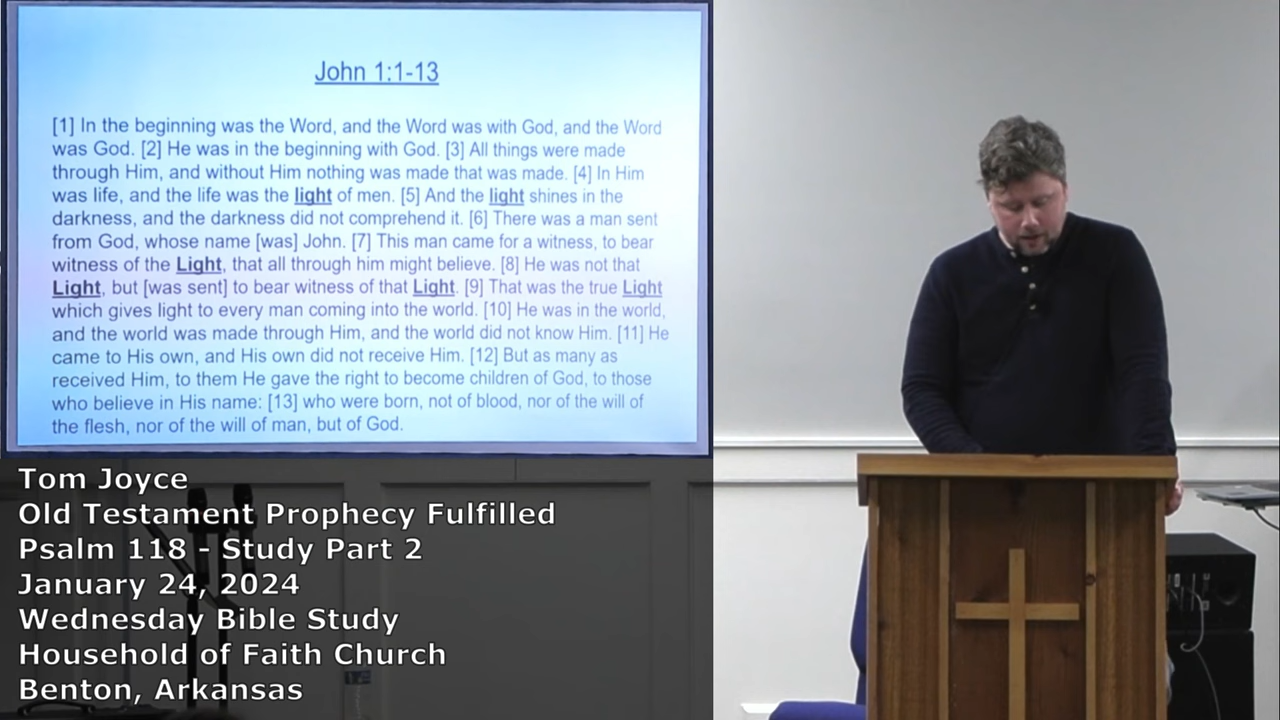 John 1:1-13
[1] In the beginning was the Word, and the Word was with God, and the Word
was God. [2] He was in the beginning with God. [3] All things were made
through Him, and without Him nothing was made that was made. [4] In Him
was life, and the life was the light of men. [5] And the light shines in the
darkness, and the darkness did not comprehend it. [6] There was a man sent
from God, whose name [was] John. [7] This man came for a witness, to bear
witness of the Light, that all through him might believe. [8] He was not that
Light, but [was sent] to bear witness of that Light. [9] That was the true Light
which gives light to every man coming into the world. [10] He was in the world,
and the world was made through Him, and the world did not know Him. [11] He
came to His own, and His own did not receive Him. [12] But as many as
received Him, to them He gave the right to become children of God, to those
who believe in His name: [13] who were born, not of blood, nor of the will of
the flesh, nor of the will of man, but of God.
Tom Joyce
Old Testament Prophecy Fulfilled
Psalm 118 - Study Part 2
January 24, 2024
Wednesday Bible Study
Household of Faith Church
Benton, Arkansas